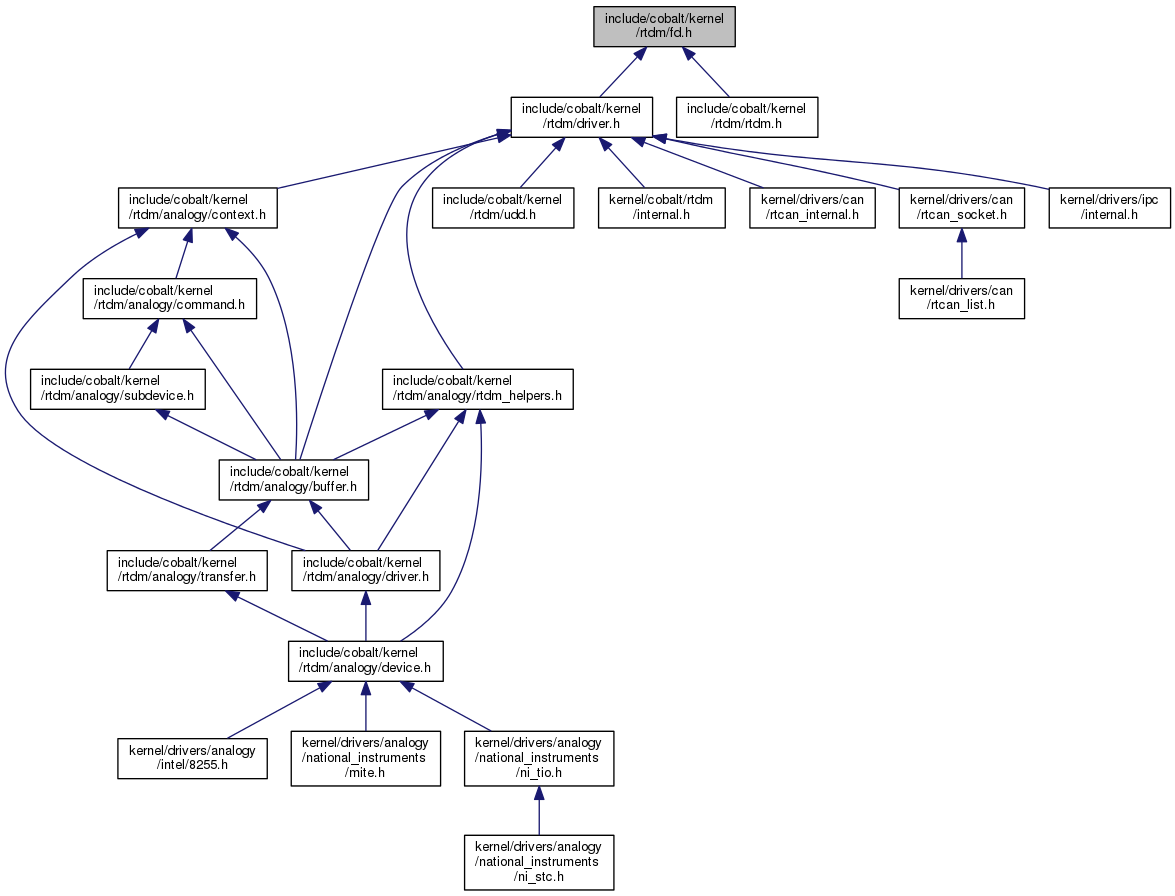 include/cobalt/kernel
/rtdm/fd.h
include/cobalt/kernel
/rtdm/driver.h
include/cobalt/kernel
/rtdm/rtdm.h
include/cobalt/kernel
/rtdm/analogy/context.h
include/cobalt/kernel
/rtdm/udd.h
kernel/cobalt/rtdm
/internal.h
kernel/drivers/can
/rtcan_internal.h
kernel/drivers/can
/rtcan_socket.h
kernel/drivers/ipc
/internal.h
include/cobalt/kernel
/rtdm/analogy/command.h
kernel/drivers/can
/rtcan_list.h
include/cobalt/kernel
/rtdm/analogy/subdevice.h
include/cobalt/kernel
/rtdm/analogy/rtdm_helpers.h
include/cobalt/kernel
/rtdm/analogy/buffer.h
include/cobalt/kernel
/rtdm/analogy/transfer.h
include/cobalt/kernel
/rtdm/analogy/driver.h
include/cobalt/kernel
/rtdm/analogy/device.h
kernel/drivers/analogy
/intel/8255.h
kernel/drivers/analogy
/national_instruments
/mite.h
kernel/drivers/analogy
/national_instruments
/ni_tio.h
kernel/drivers/analogy
/national_instruments
/ni_stc.h